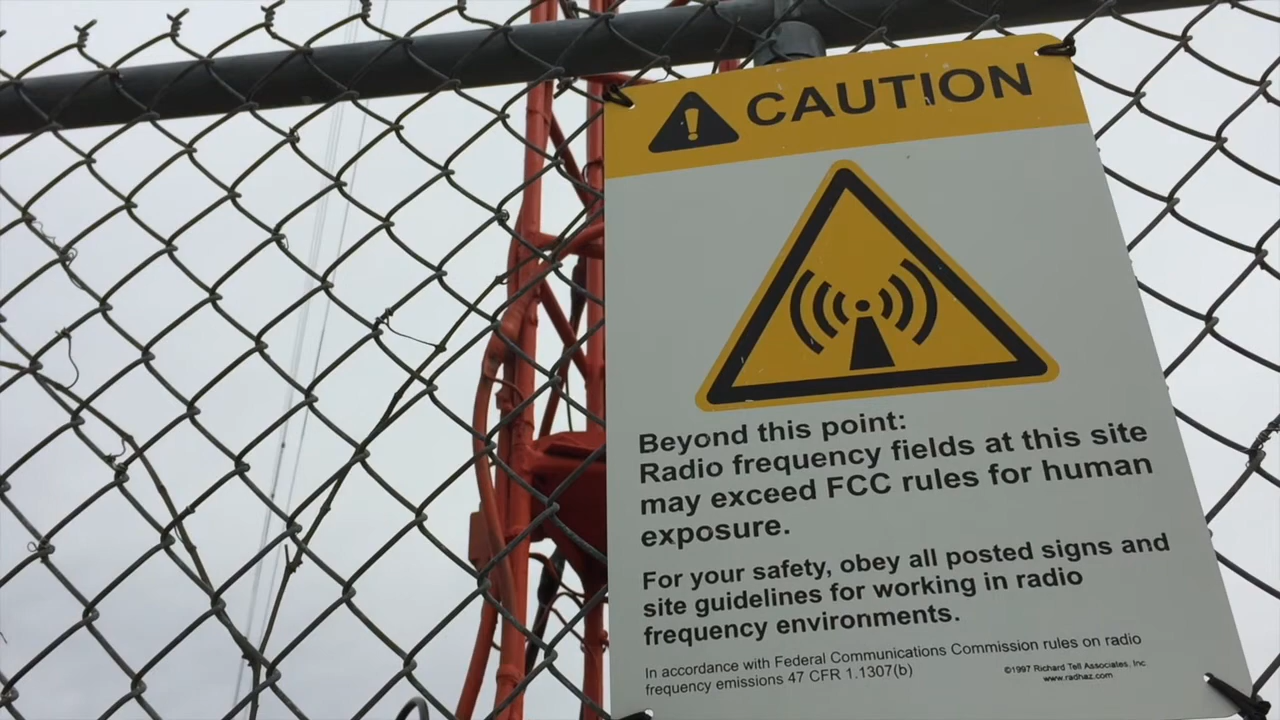 CAUTION
Beyond this point:
Radio frequency fields at this site
may exceed FCC rules for human
exposure.
For your safety, obey all posted signs and
site guidelines for working in radio
frequency environments.
In accordance with Federal Communications Commission rules on radio
frequency emissions 47 CFR 1.1307(b)
©1997 Richard Tell Associates, Inc.
www.radhaz.com